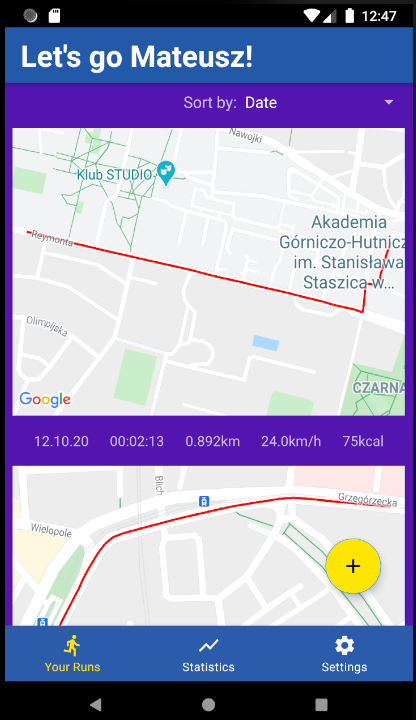 12:47
Let's go Mateusz!
Sort by: Date
Nawojki
Klub STUDIO
Akademia
Górniczo-Hutnicz
im. Stanisława
Staszica w...
Reymonta
Olimpijska
CZARNA
Google
12.10.20 00:02:13 0.892km 24.0km/h 75kcal
Blich
Grzegórzecka
Wielopole
+
Your Runs Statistics Settings